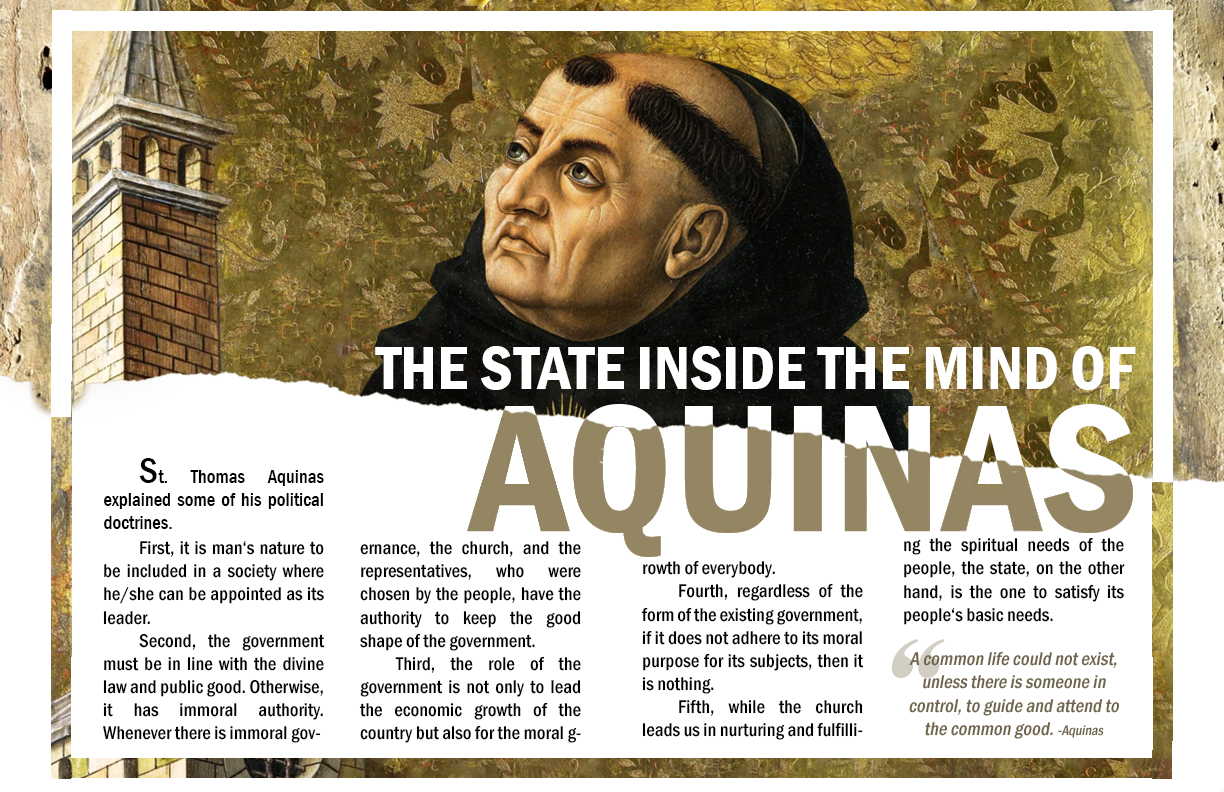 THE STATE INSIDE THE MIND OF
AQUINAS
St. Thomas Aquinas
explained some of his political
doctrines.
First, it is man‘s nature to
be included in a society where
he/she can be appointed as its
leader.
Second, the government
must be in line with the divine
law and public good. Otherwise,
it has immoral authority.
Whenever there is immoral gov-
ernance, the church, and the
representatives, who were
chosen by the people, have the
authority to keep the good
shape of the government.
Third, the role of the
government is not only to lead
the economic growth of the
country but also for the moral g-
rowth of everybody.
Fourth, regardless of the
form of the existing government,
if it does not adhere to its moral
purpose for its subjects, then it
is nothing.
Fifth, while the church
leads us in nurturing and fulfilli-
ng the spiritual needs of the
people, the state, on the other
hand, is the one to satisfy its
people‘s basic needs.
“A common life could not exist,
unless there is someone in
control, to guide and attend to
the common good. -Aquinas